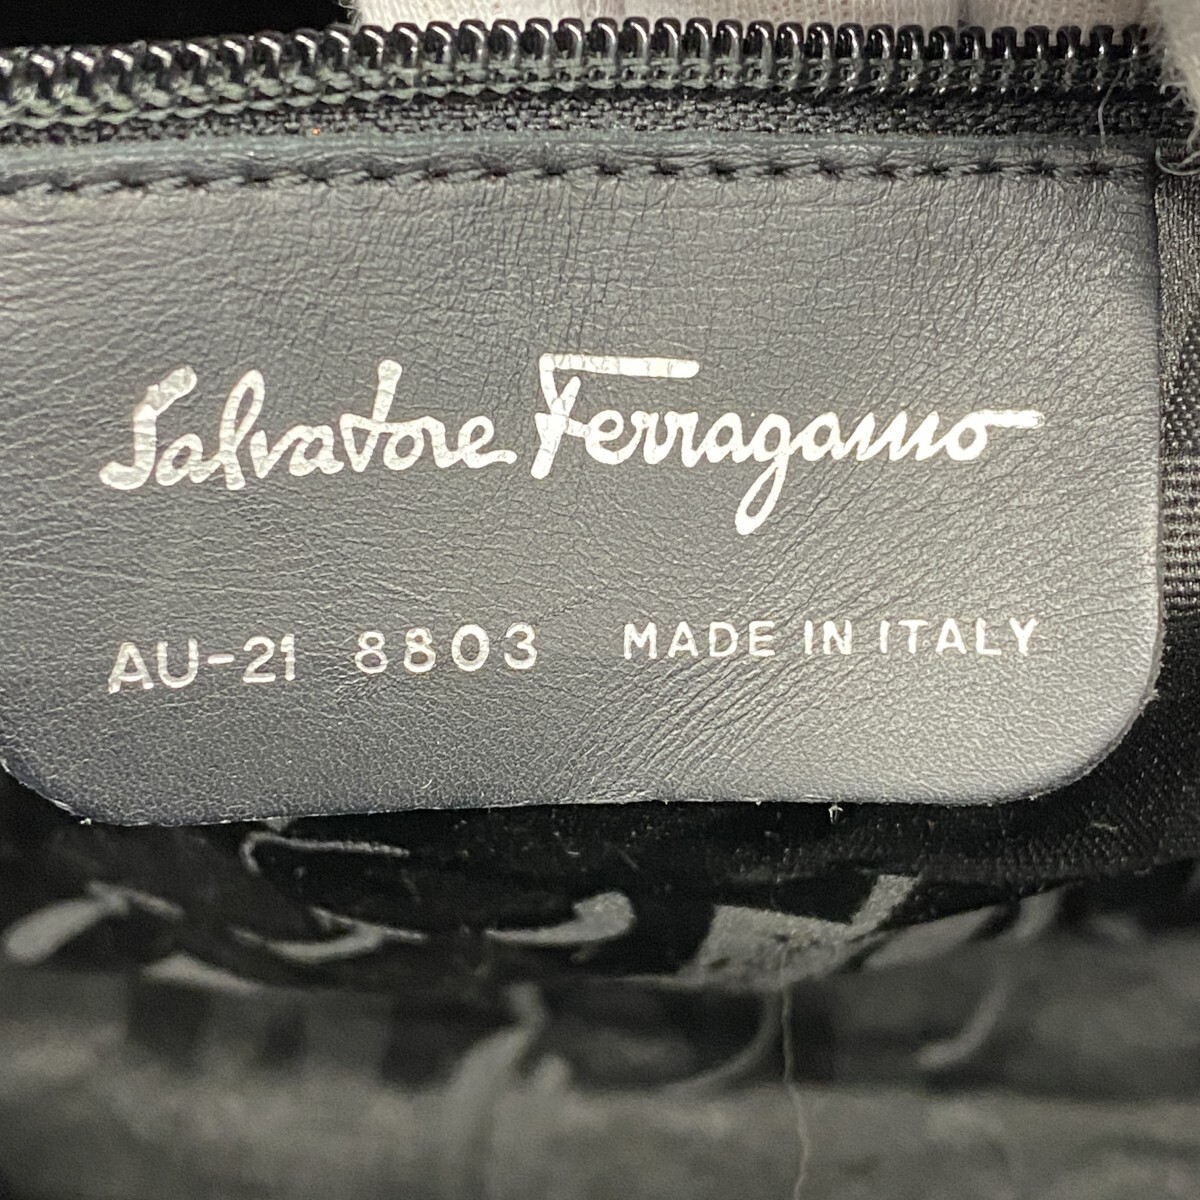 Salvatore Ferragamo
AU-21 8803 MADE IN ITALY